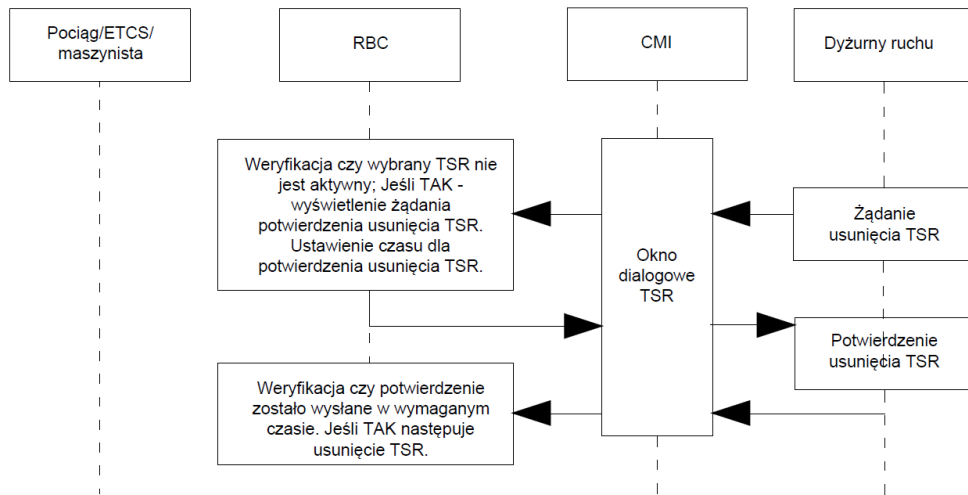 Pociąg/ETCS/
maszynista
RBC
CMI
Dyżurny ruchu
Weryfikacja czy wybrany TSR nie
jest aktywny; Jeśli TAK -
wyświetlenie żądania
potwierdzenia usunięcia TSR.
Ustawienie czasu dla
potwierdzenia usunięcia TSR.
Żądanie
usunięcia TSR
Okno
dialogowe
TSR
Potwierdzenie
usunięcia TSR
Weryfikacja czy potwierdzenie
zostało wysłane w wymaganym
czasie. Jeśli TAK następuje
usunięcie TSR.